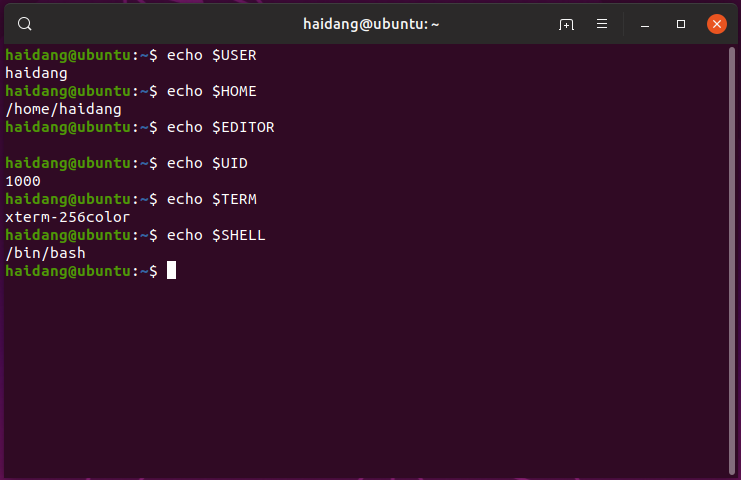 haidang@ubuntu: ~
haidang@ubuntu:~$ echo $USER
haidang
haidang@ubuntu:~$ echo $HOME
/home/haidang
haidang@ubuntu:~$ echo $EDITOR

haidang@ubuntu:~$ echo $UID
1000
haidang@ubuntu:~$ echo $TERM
xterm-256color
haidang@ubuntu:~$ echo $SHELL
/bin/bash
haidang@ubuntu:~$